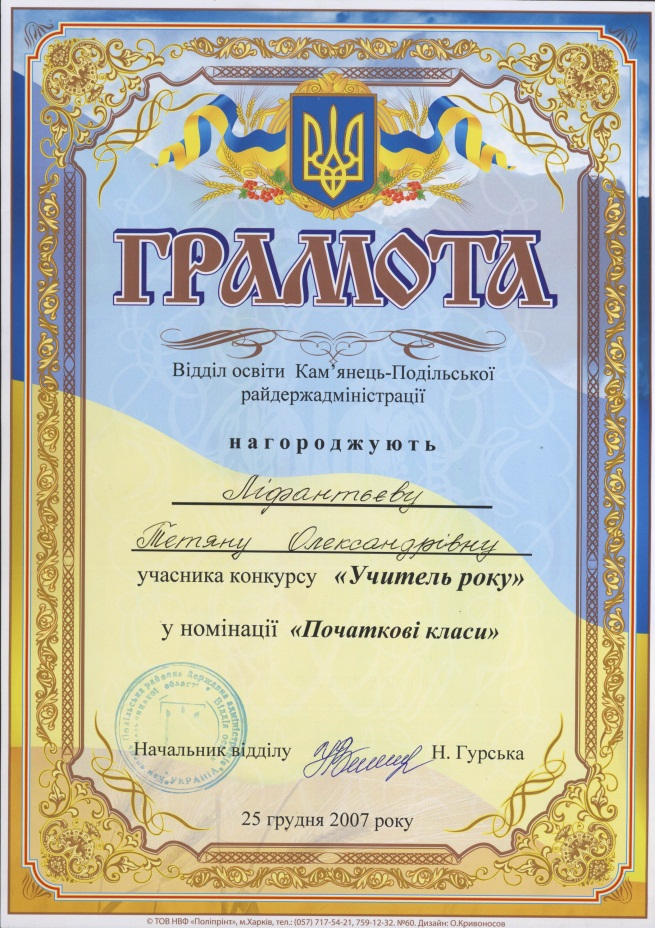 ГРАМОТА
Відділ освіти Кам’янець-Подільської
райдержадміністрації
нагороджують
Ліфантьєву
Тетяну Олександрівну
учасника конкурсу «Учитель року»
у номінації «Початкові класи»
УКРАЇНА
Начальник відділу Н. Гурська
25 грудня 2007 року
© ТОВ НВФ «Поліпрінт», м.Харків, тел.: (057) 717-54-21, 759-12-32. №60. Дизайн: О.Кривоносов